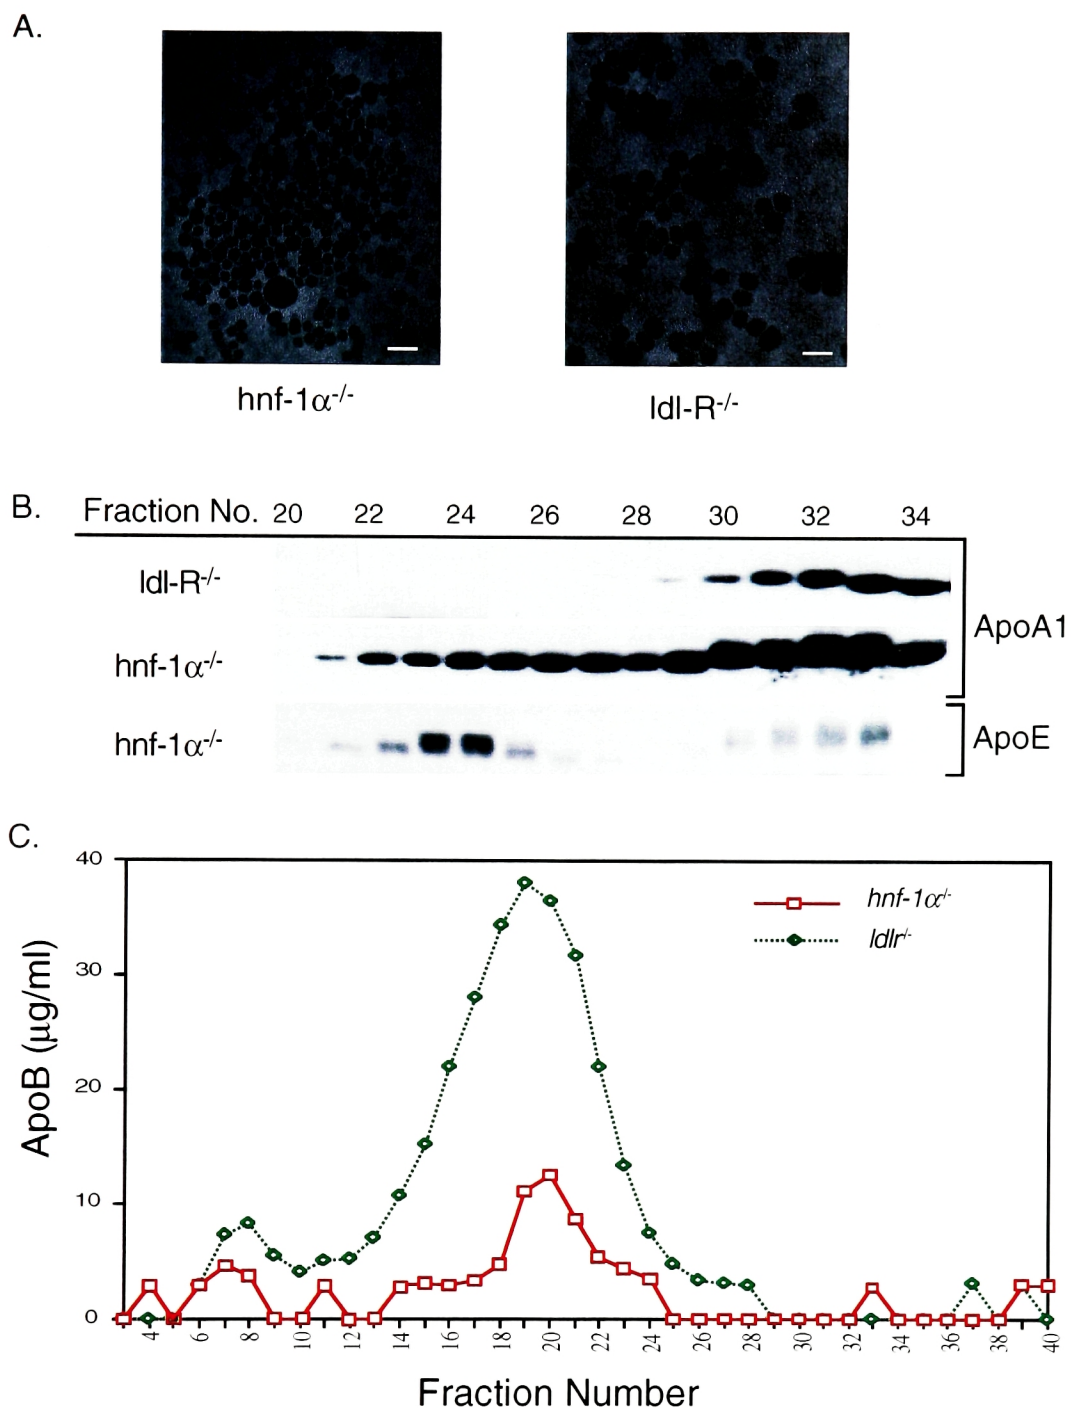 A.
hnf-1α-/-
ldl-R-/-
B. Fraction No. 20 22 24 26 28 30 32 34
ldl-R-/-
hnf-1α-/-
ApoA1
hnf-1α-/-
ApoE
C.
40
30
20
10
0
ApoB (μg/ml)
hnf-1α-/-
ldlr/-
4 6 8 10 12 14 16 18 20 22 24 26 28 30 32 34 36 38 40
Fraction Number